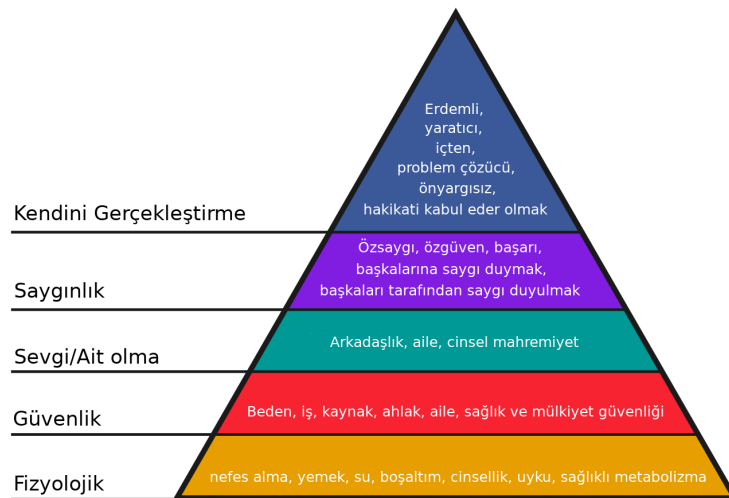 Erdemli,
yaratıcı,
içten,
problem çözücü,
önyargısız,
hakikati kabul eder olmak
Kendini Gerçekleştirme
Özsaygı, özgüven, başarı,
başkalarına saygı duymak,
başkaları tarafından saygı duyulmak
Saygınlık
Arkadaşlık, aile, cinsel mahremiyet
Sevgi/Ait olma
Beden, iş, kaynak, ahlak, aile, sağlık ve mülkiyet güvenliği
Güvenlik
nefes alma, yemek, su, boşaltım, cinsellik, uyku, sağlıklı metabolizma
Fizyolojik